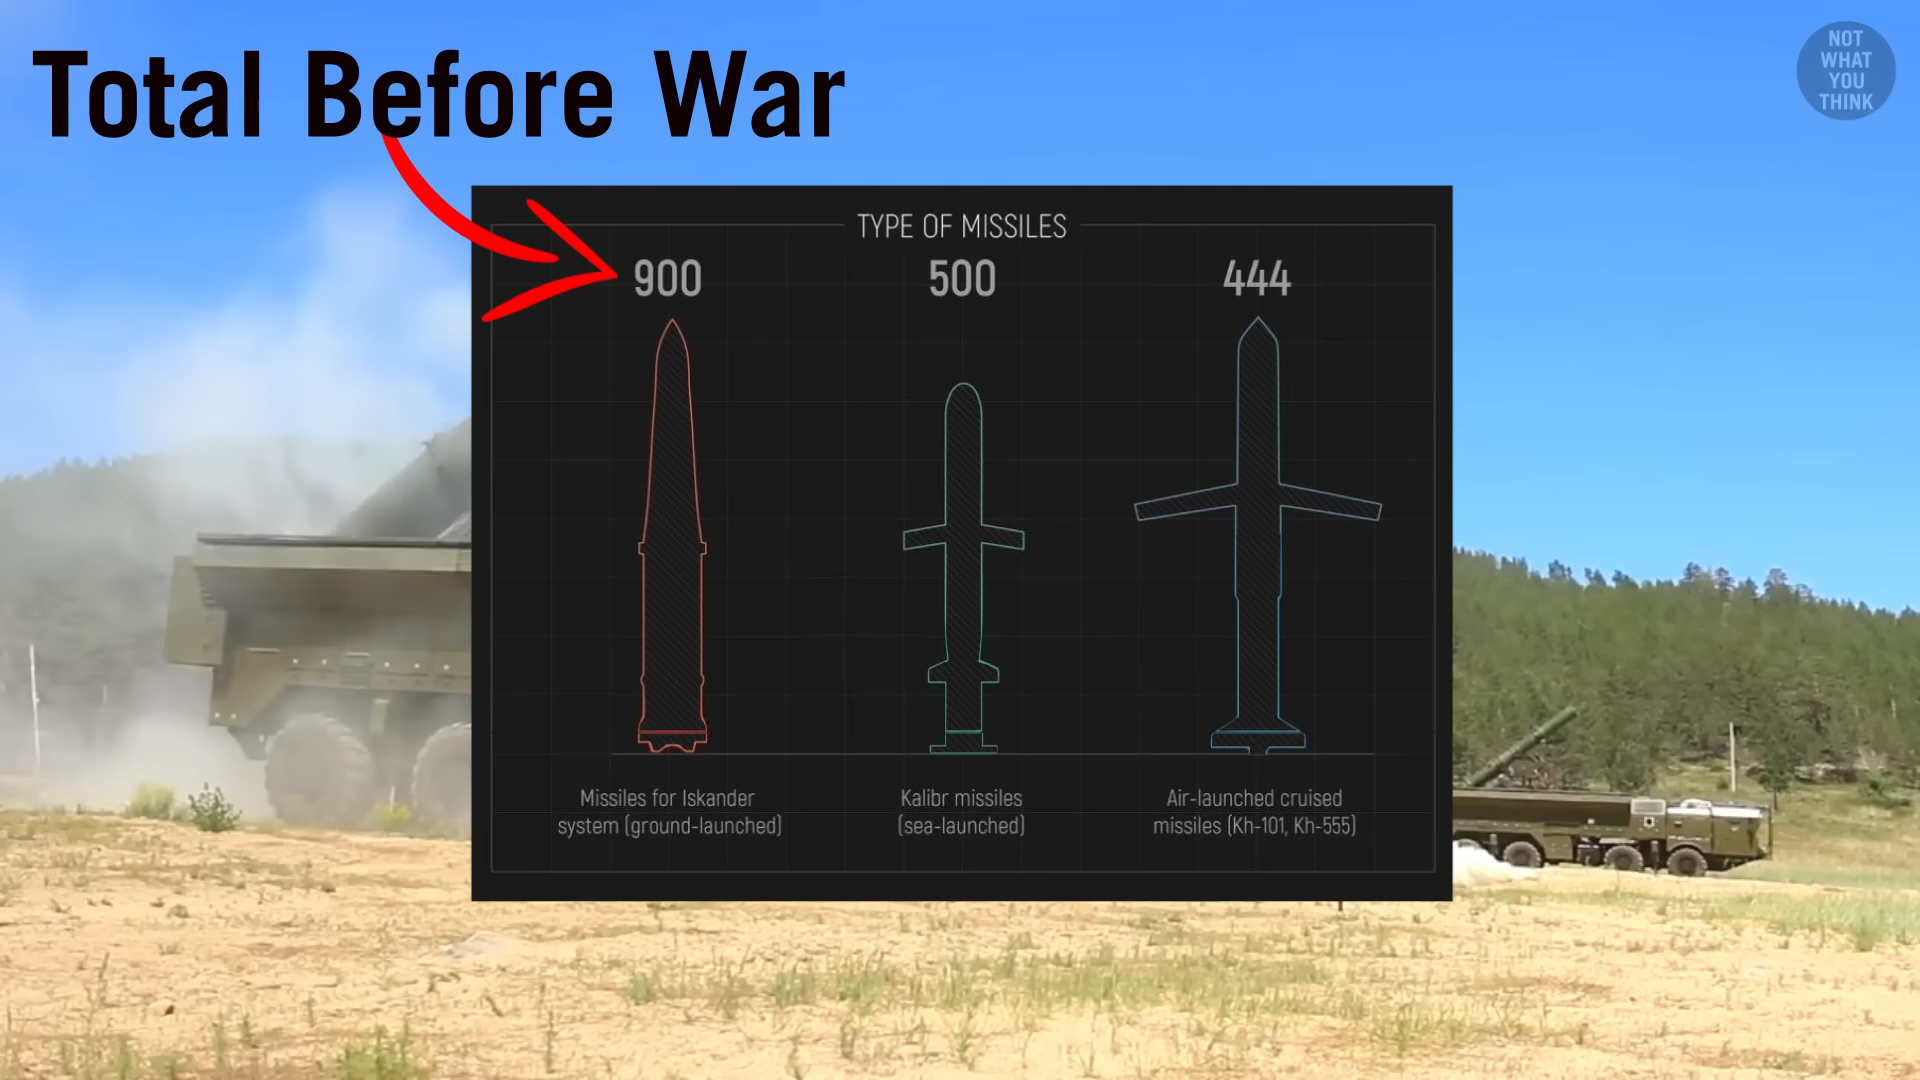 Total Before War
NOT
WHAT
YOU
THINK
TYPE OF MISSILES
900
500
444
Missiles for Iskander
system (ground-launched)
Kalibr missiles
(sea-launched)
Air-launched cruised
missiles (Kh-101, Kh-555)